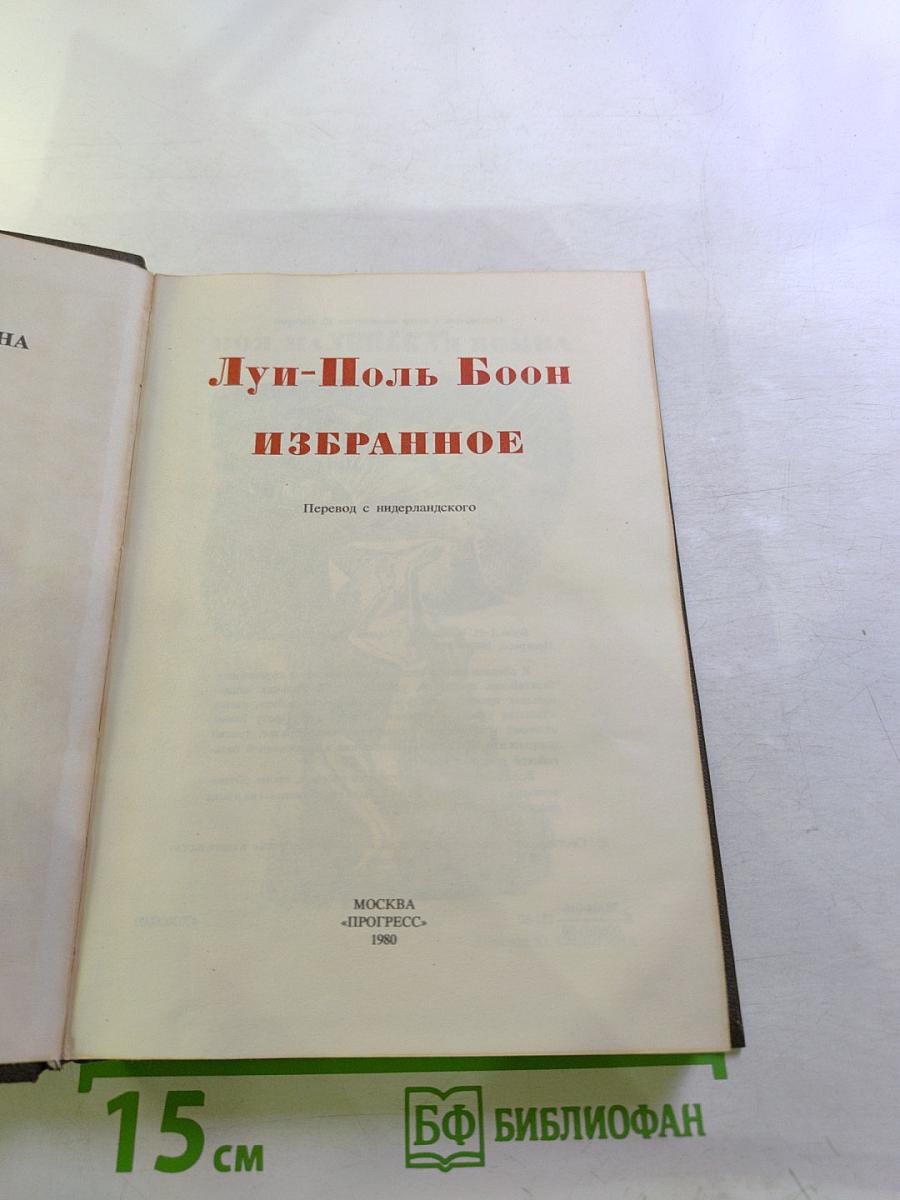 НА
Луи-Поль Боон
ИЗБРАННОЕ
Перевод с нидерландского
МОСКВА
«ПРОГРЕСС»
1980
15 см
БФ БИБЛИОФАН